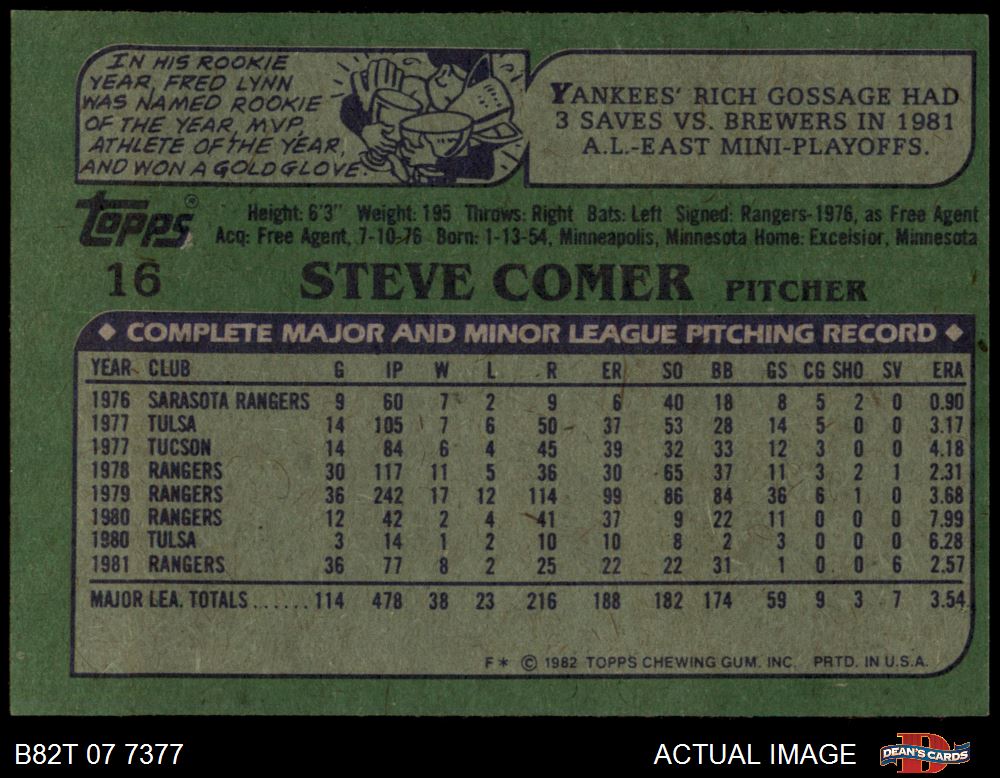 IN HIS ROOKIE
YEAR, FRED LYNN
WAS NAMED ROOKIE
OF THE YEAR, MVP,
ATHLETE OF THE YEAR,
AND WON A GOLD GLOVE.
YANKEES' RICH GOSSAGE HAD
3 SAVES VS. BREWERS IN 1981
A.L.-EAST MINI-PLAYOFFS.
Topps®
Height: 6'3" Weight: 195 Throws: Right Bats: Left Signed: Rangers-1976, as Free Agent
Acq: Free Agent, 7-10-76 Born: 1-13-54, Minneapolis, Minnesota Home: Excelsior, Minnesota
16 STEVE COMER PITCHER
◆ COMPLETE MAJOR AND MINOR LEAGUE PITCHING RECORD ◆
YEAR CLUB G IP W L R ER SO BB GS CG SHO SV ERA
1976 SARASOTA RANGERS 9 60 7 2 9 6 40 18 8 5 2 0 0.90
1977 TULSA 14 105 7 6 50 37 53 28 14 5 0 0 3.17
1977 TUCSON 14 84 6 4 45 39 32 33 12 3 0 0 4.18
1978 RANGERS 30 117 11 5 36 30 65 37 11 3 2 1 2.31
1979 RANGERS 36 242 17 12 114 99 86 84 36 6 1 0 3.68
1980 RANGERS 12 42 2 4 41 37 9 22 11 0 0 0 7.99
1980 TULSA 3 14 1 2 10 10 8 2 3 0 0 0 6.28
1981 RANGERS 36 77 8 2 25 22 22 31 1 0 0 6 2.57
MAJOR LEA. TOTALS......114 478 38 23 216 188 182 174 59 9 3 7 3.54
F* © 1982 TOPPS CHEWING GUM. INC. PRTD. IN U.S.A.
B82T 07 7377 ACTUAL IMAGE DEAN'S CARDS